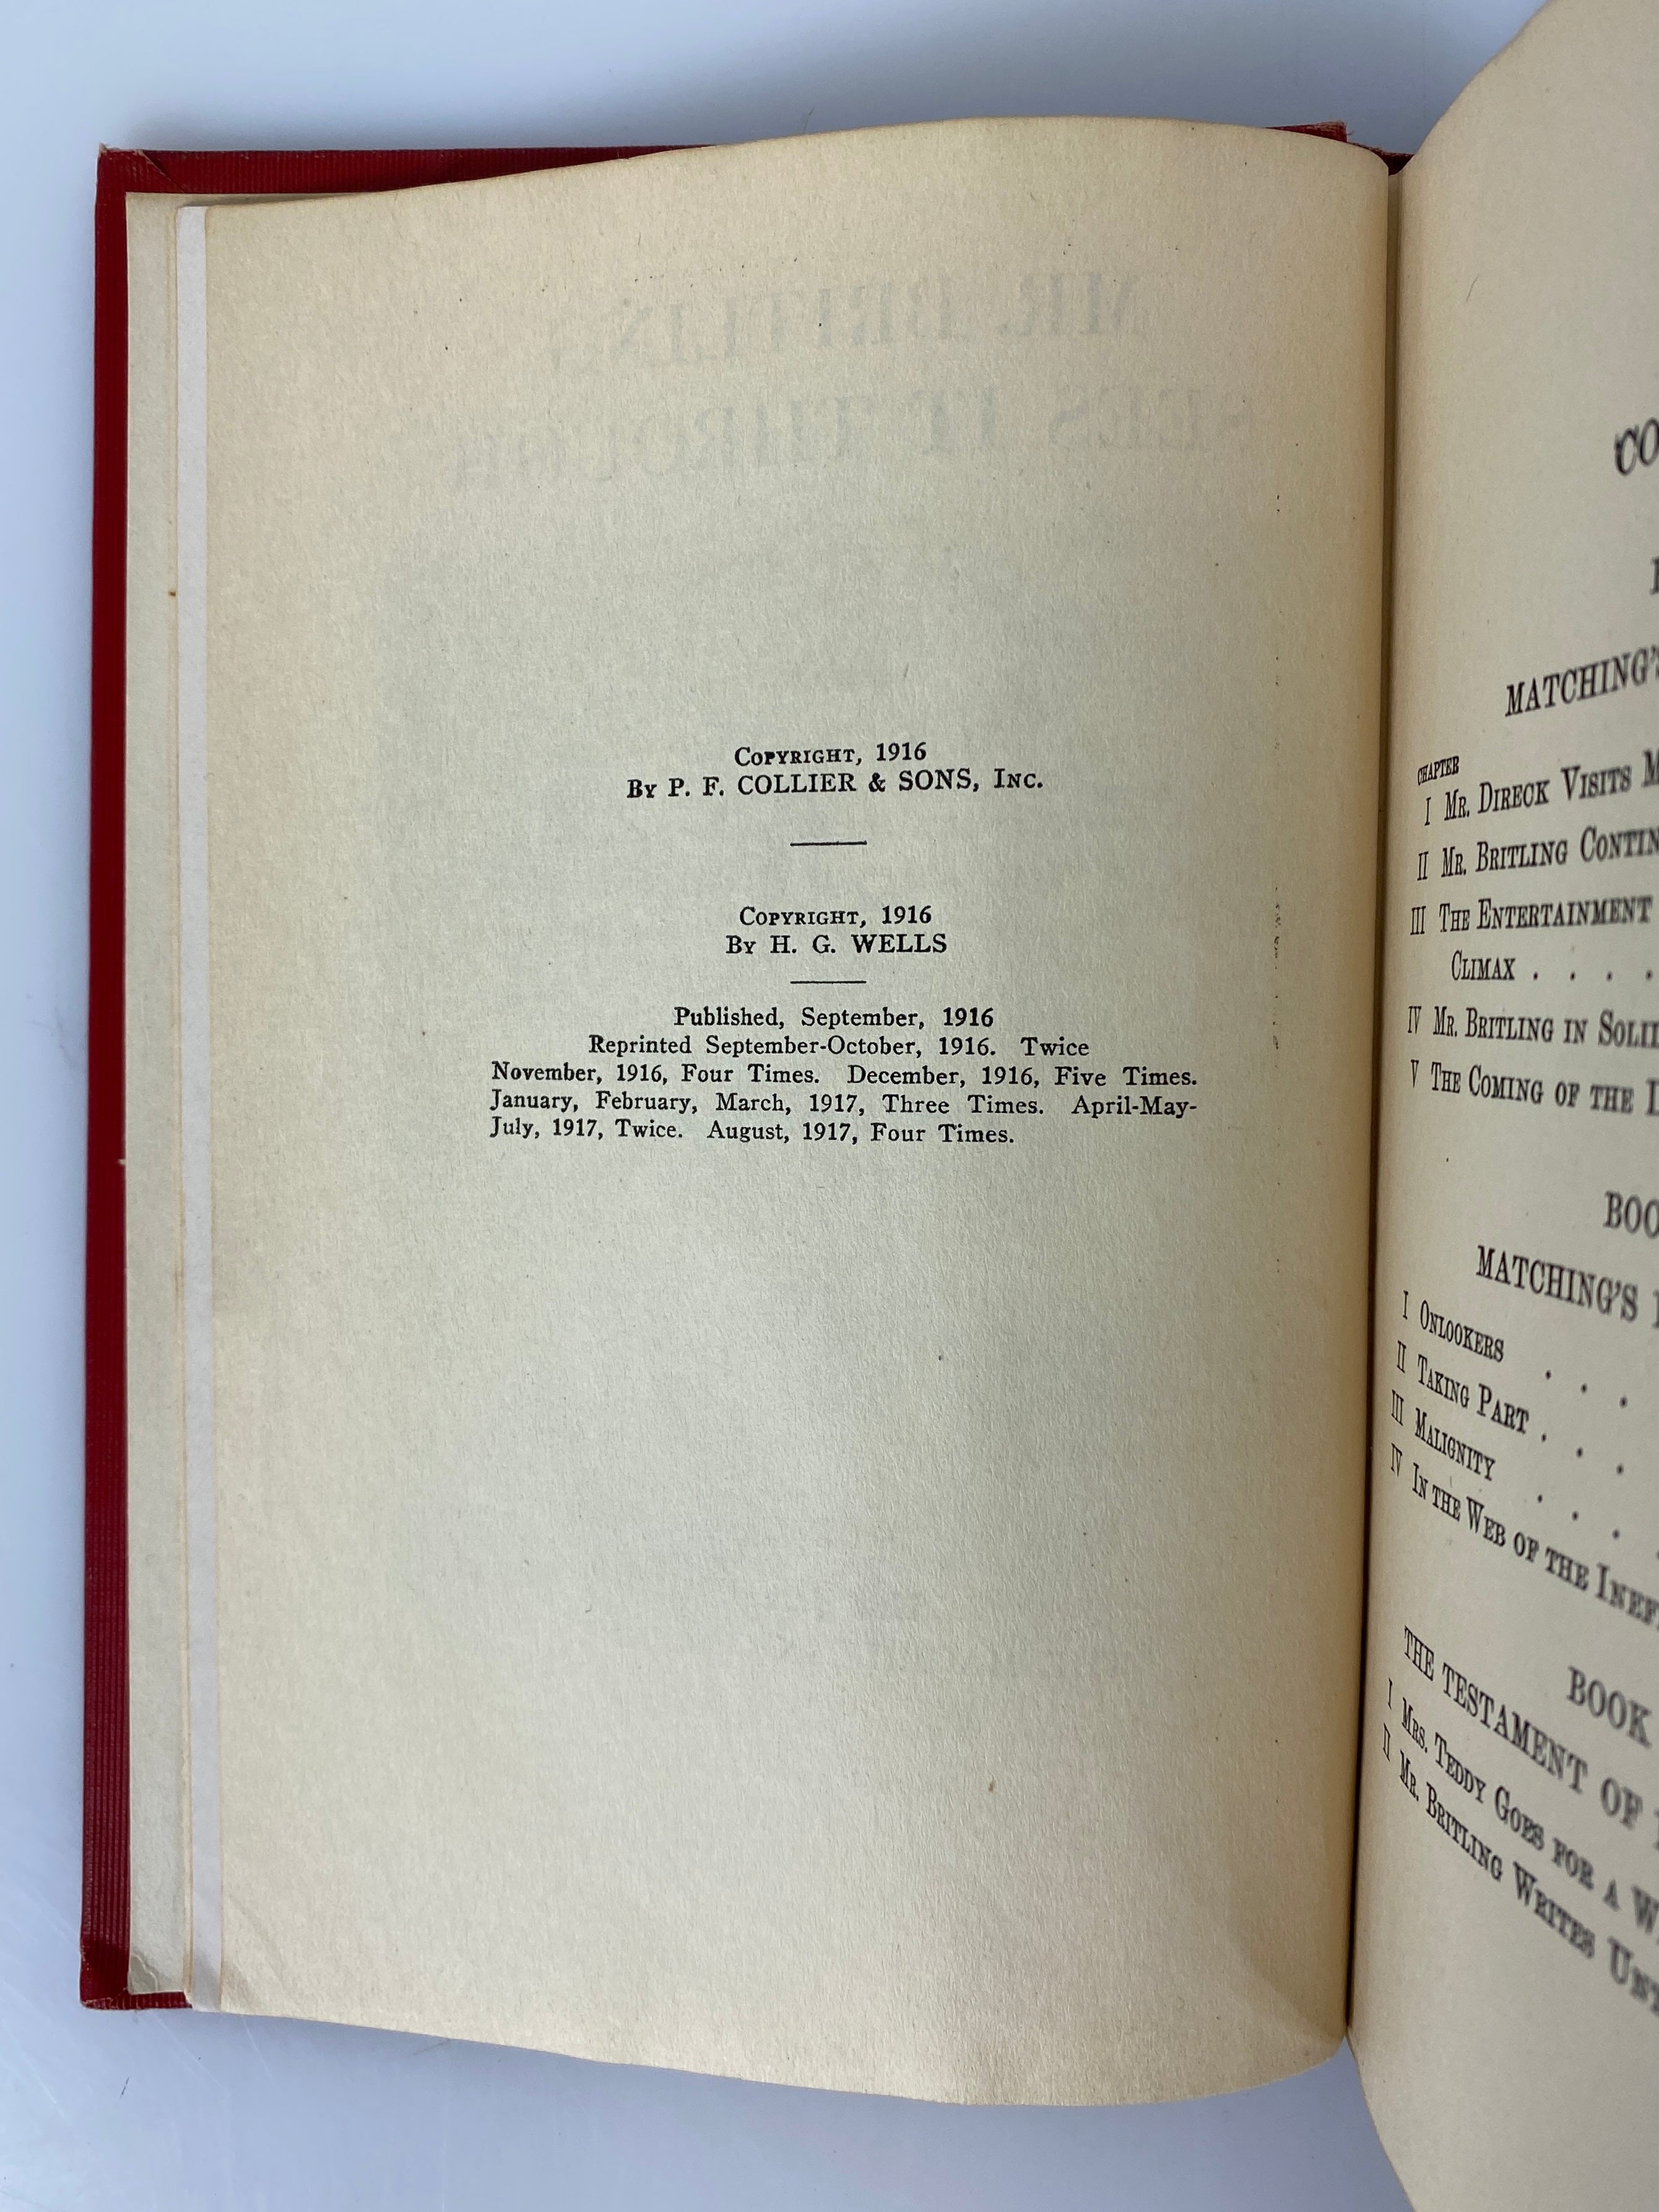 COPYRIGHT, 1916
BY P. F. COLLIER & SONS, INC.
COPYRIGHT, 1916
BY H. G. WELLS
Published, September, 1916
Reprinted September-October, 1916. Twice
November, 1916, Four Times. December, 1916, Five Times.
January, February, March, 1917, Three Times. April-May-
July, 1917, Twice. August, 1917, Four Times.
CO
MATCHING'S
CHAPTER
I MR. DIRECK VISITS M
II MR. BRITLING CONTIN
III THE ENTERTAINMENT
CLIMAX . . . .
IV MR. BRITLING IN SOLI
V THE COMING OF THE
BOO
MATCHING'S
I ONLOOKERS . . .
II TAKING PART . . .
III MALIGNITY . . .
IV IN THE WEB OF THE INEF
BOOK
THE TESTAMENT OF
I MRS. TEDDY GOES FOR A W
II MR. BRITLING WRITES UNT